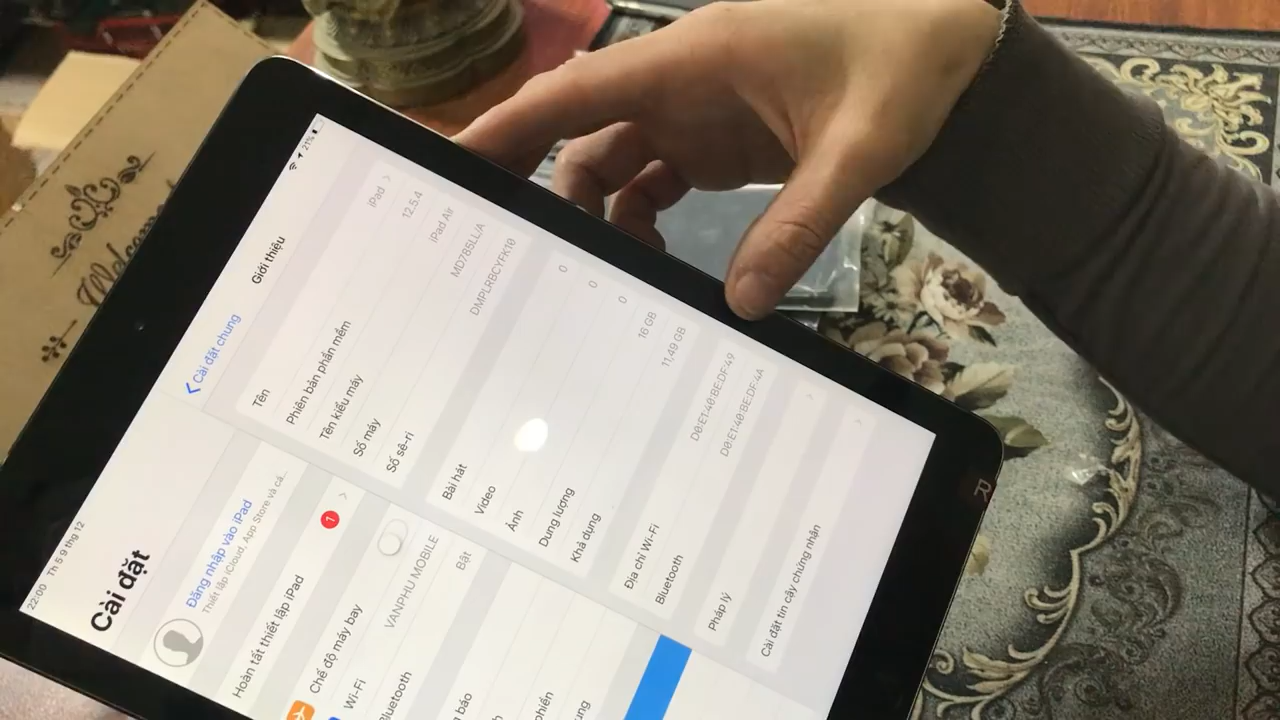 22:00 Th 5 9 thg 12
21%
Cài đặt
Đăng nhập vào iPad
Thiết lập iCloud, App Store và cá...
Hoàn tất thiết lập iPad
1
Chế độ máy bay
Wi-Fi VANPHU MOBILE
Bluetooth Bật
Cài đặt chung
Giới thiệu
Tên iPad
Phiên bản phần mềm 12.5.4
Tên kiểu máy iPad Air
Số máy MD785LL/A
Số sê-ri DMPLRBCYFK10
Bài hát 0
Video 0
Ảnh 0
Dung lượng 16 GB
Khả dụng 11,49 GB
Địa chỉ Wi-Fi D0:E1:40:BE:DF:49
Bluetooth D0:E1:40:BE:DF:4A
Pháp lý
Cài đặt tin cậy chứng nhận